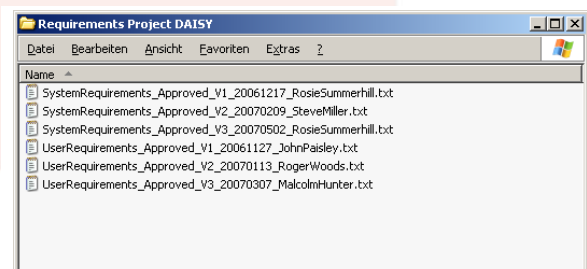 Requirements Project DAISY
Datei Bearbeiten Ansicht Favoriten Extras ?
Name
SystemRequirements_Approved_V1_20061217_RosieSummerhill.txt
SystemRequirements_Approved_V2_20070209_SteveMiller.txt
SystemRequirements_Approved_V3_20070502_RosieSummerhill.txt
UserRequirements_Approved_V1_20061127_JohnPaisley.txt
UserRequirements_Approved_V2_20070113_RogerWoods.txt
UserRequirements_Approved_V3_20070307_MalcolmHunter.txt